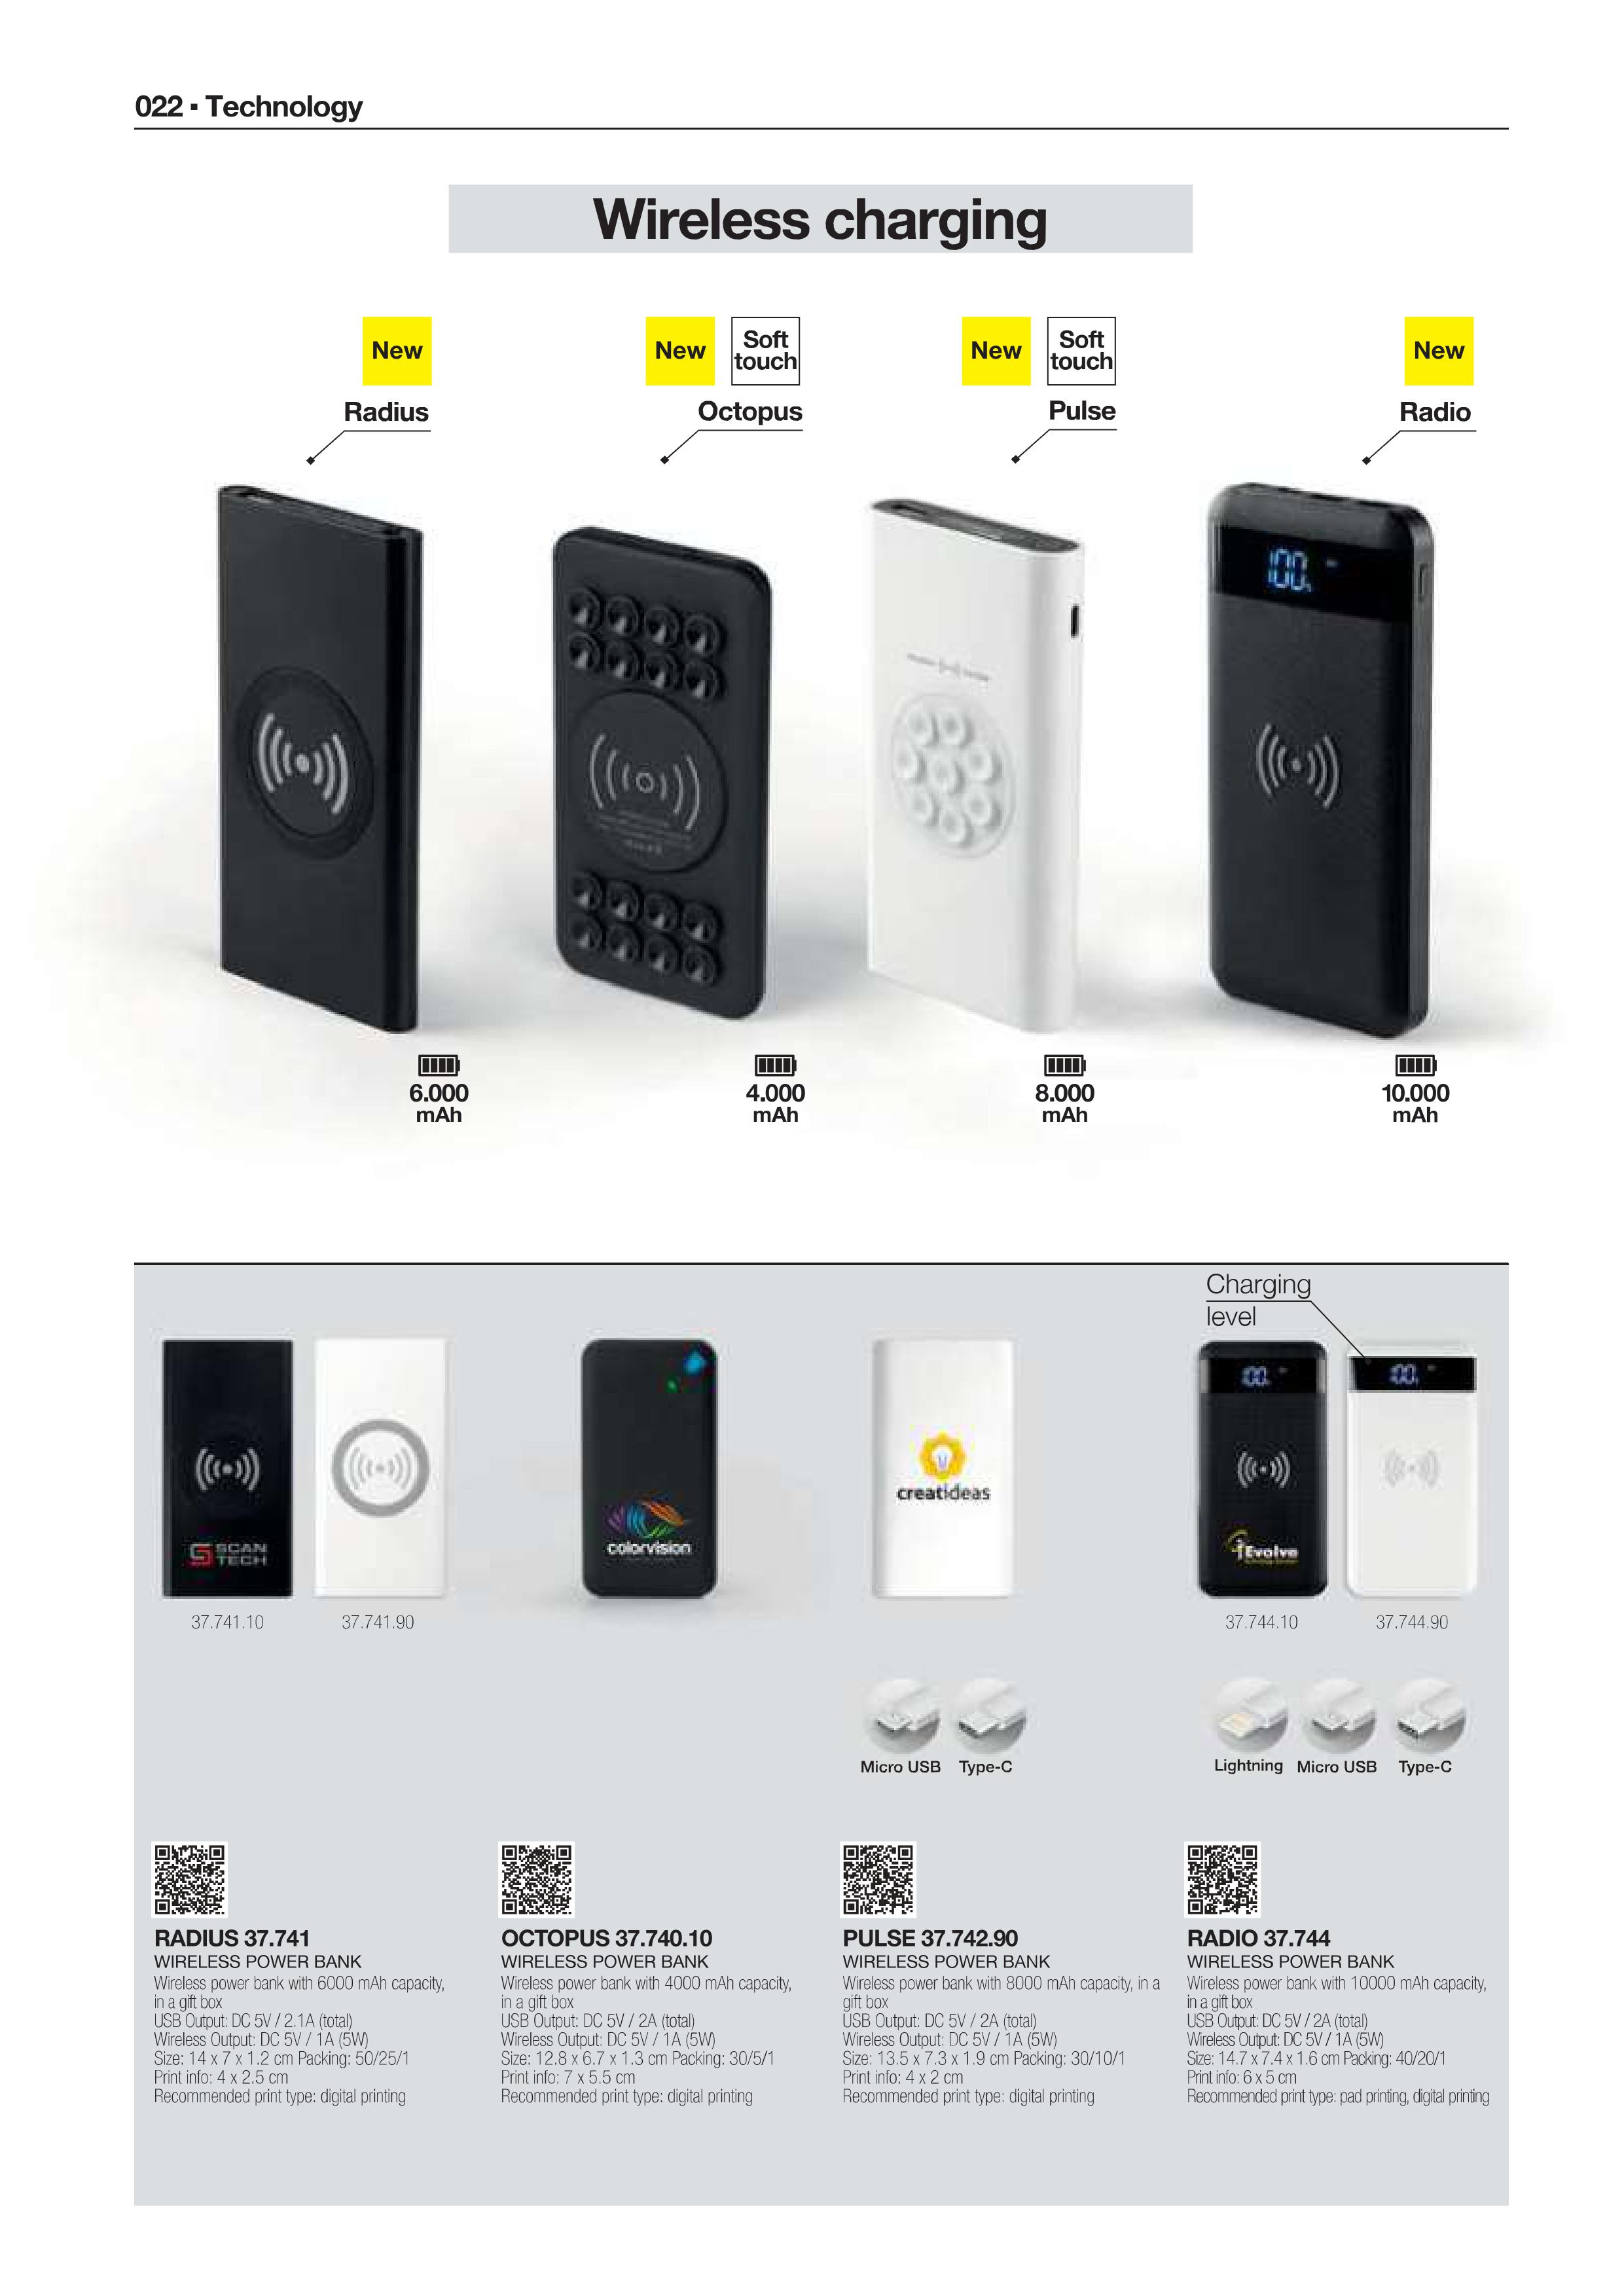 022 ▪ Technology
Wireless charging
New
New
Soft
touch
New
Soft
touch
New
Radius
Octopus
Pulse
Radio
100
6.000
mAh
4.000
mAh
8.000
mAh
10.000
mAh
Charging
level
100
100
SCAN
TECH
colorvision
creatideas
Evolve
37.741.10
37.741.90
37.744.10
37.744.90
Micro USB
Type-C
Lightning
Micro USB
Type-C
RADIUS 37.741
WIRELESS POWER BANK
Wireless power bank with 6000 mAh capacity,
in a gift box
USB Output: DC 5V / 2.1A (total)
Wireless Output: DC 5V / 1A (5W)
Size: 14 x 7 x 1.2 cm Packing: 50/25/1
Print info: 4 x 2.5 cm
Recommended print type: digital printing
OCTOPUS 37.740.10
WIRELESS POWER BANK
Wireless power bank with 4000 mAh capacity,
in a gift box
USB Output: DC 5V / 2A (total)
Wireless Output: DC 5V / 1A (5W)
Size: 12.8 x 6.7 x 1.3 cm Packing: 30/5/1
Print info: 7 x 5.5 cm
Recommended print type: digital printing
PULSE 37.742.90
WIRELESS POWER BANK
Wireless power bank with 8000 mAh capacity, in a
gift box
USB Output: DC 5V / 2A (total)
Wireless Output: DC 5V / 1A (5W)
Size: 13.5 x 7.3 x 1.9 cm Packing: 30/10/1
Print info: 4 x 2 cm
Recommended print type: digital printing
RADIO 37.744
WIRELESS POWER BANK
Wireless power bank with 10000 mAh capacity,
in a gift box
USB Output: DC 5V / 2A (total)
Wireless Output: DC 5V / 1A (5W)
Size: 14.7 x 7.4 x 1.6 cm Packing: 40/20/1
Print info: 6 x 5 cm
Recommended print type: pad printing, digital printing